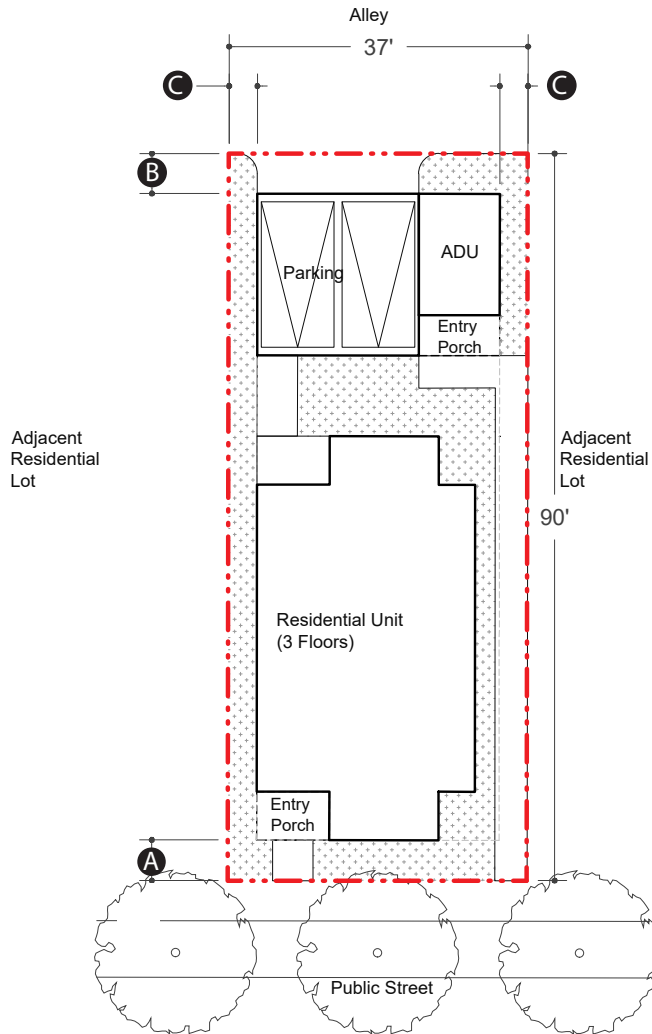 Alley
37'
C
C
B
Parking
ADU
Entry
Porch
Adjacent
Residential
Lot
Adjacent
Residential
Lot
90'
Residential Unit
(3 Floors)
Entry
Porch
A
Public Street